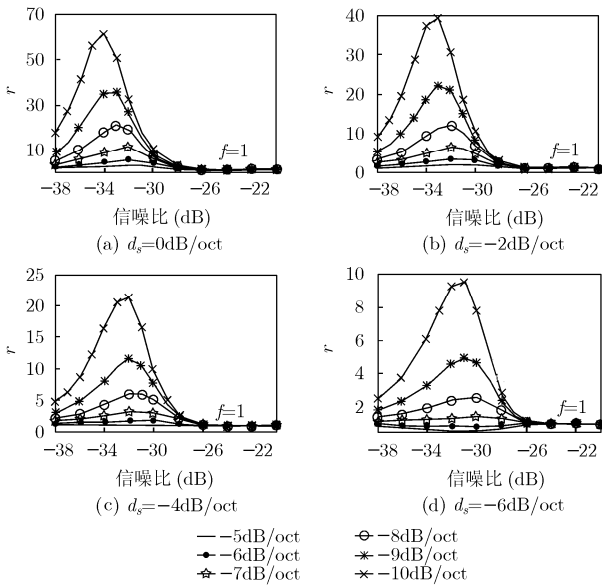 70
50
30
10
r
f=1
−38 −34 −30 −26 −22
信噪比 (dB)
(a) dₛ=0dB/oct
40
30
20
10
0
r
f=1
−38 −34 −30 −26 −22
信噪比 (dB)
(b) dₛ=−2dB/oct
25
20
15
10
5
0
r
f=1
−38 −34 −30 −26 −22
信噪比 (dB)
(c) dₛ=−4dB/oct
10
8
6
4
2
r
f=1
−38 −34 −30 −26 −22
信噪比 (dB)
(d) dₛ=−6dB/oct
−5dB/oct
−6dB/oct
−7dB/oct
−8dB/oct
−9dB/oct
−10dB/oct